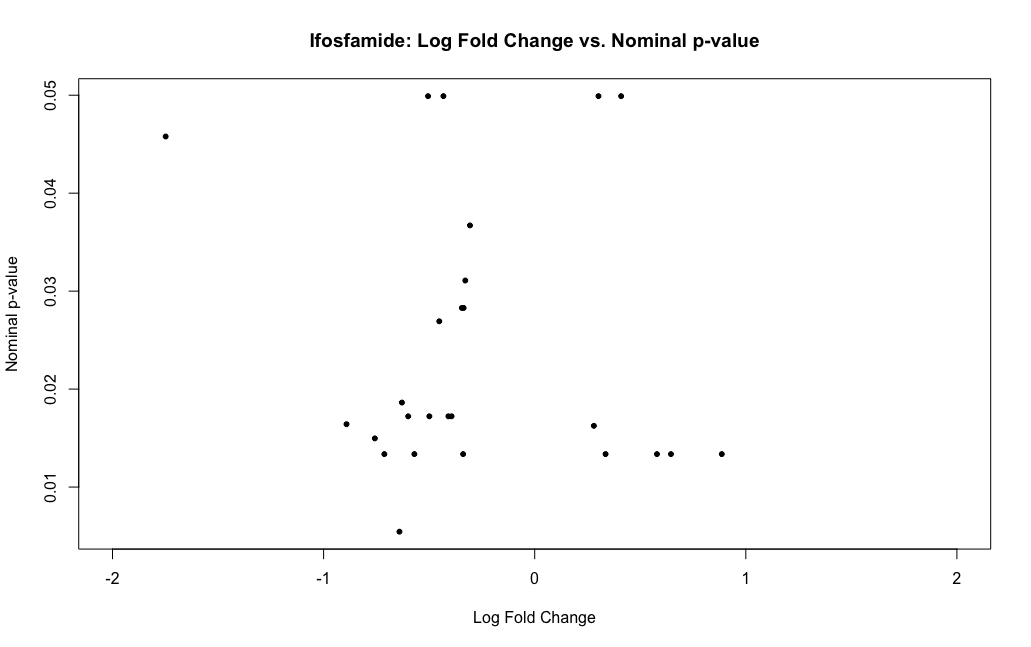 Ifosfamide: Log Fold Change vs. Nominal p-value
Nominal p-value
0.05
0.04
0.03
0.02
0.01
-2 -1 0 1 2
Log Fold Change